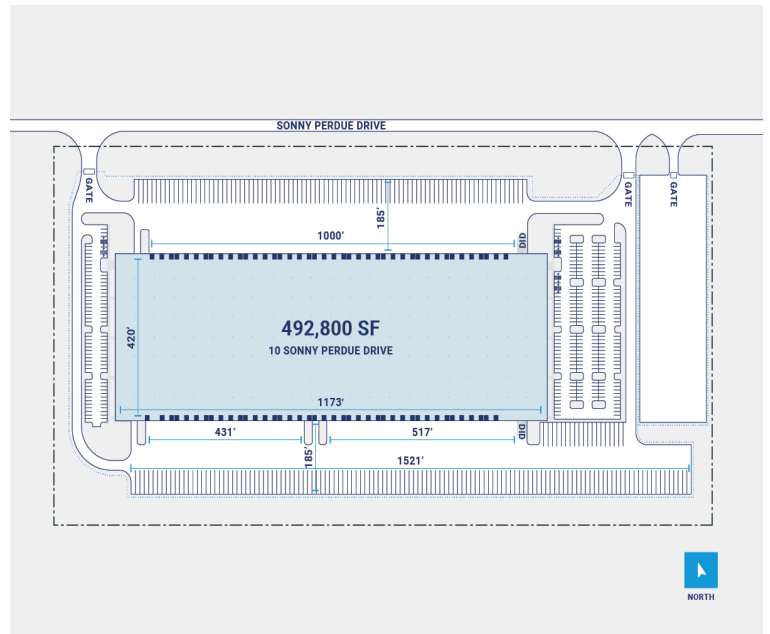 SONNY PERDUE DRIVE
GATE
GATE
GATE
185'
1000'
DID
492,800 SF
10 SONNY PERDUE DRIVE
420'
1173'
431'
517'
DID
185'
1521'
NORTH